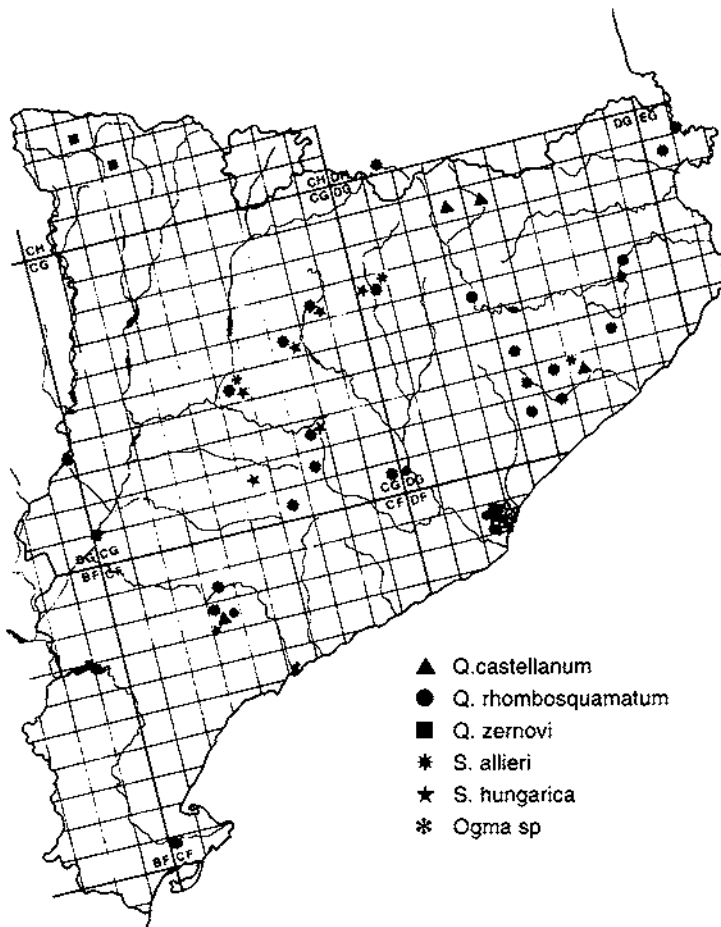 DG EG
CH DH
CG DG
CH
CG
CG DG
CF DF
BG CG
BF CF
Q.castellanum
Q. rhombosquamatum
Q. zernovi
S. allieri
S. hungarica
Ogma sp
BF CF